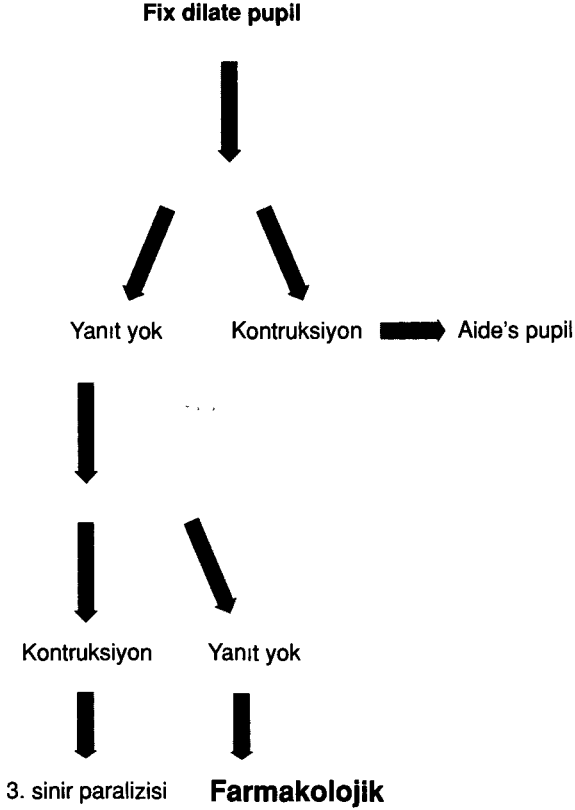 Fix dilate pupil
Yanıt yok
Kontruksiyon
Aide's pupil
Kontruksiyon
Yanıt yok
3. sinir paralizisi
Farmakolojik